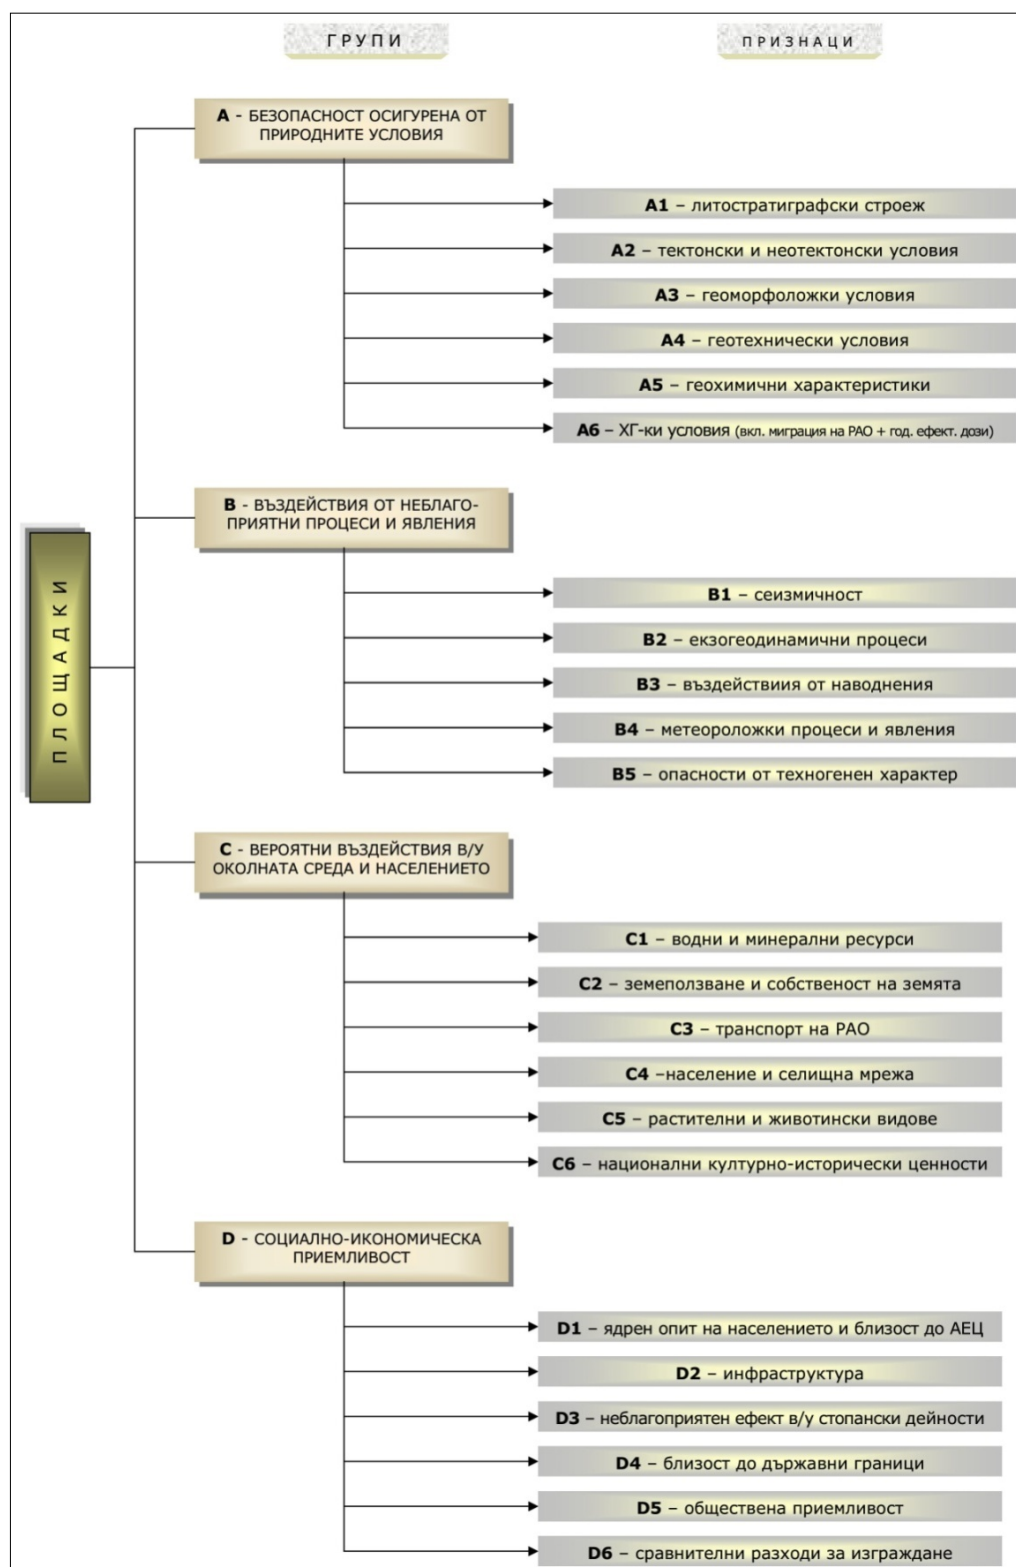 ГРУПИ
ПРИЗНАЦИ
ПЛОЩАДКИ
A - БЕЗОПАСНОСТ ОСИГУРЕНА ОТ
ПРИРОДНИТЕ УСЛОВИЯ
A1 – литостратиграфски строеж
A2 – тектонски и неотектонски условия
A3 – геоморфоложки условия
A4 – геотехнически условия
A5 – геохимични характеристики
A6 – ХГ-ки условия (вкл. миграция на РАО + год. ефект. дози)
B - ВЪЗДЕЙСТВИЯ ОТ НЕБЛАГО-
ПРИЯТНИ ПРОЦЕСИ И ЯВЛЕНИЯ
B1 – сеизмичност
B2 – екзогеодинамични процеси
B3 – въздействиия от наводнения
B4 – метеороложки процеси и явления
B5 – опасности от техногенен характер
C - ВЕРОЯТНИ ВЪЗДЕЙСТВИЯ В/У
ОКОЛНАТА СРЕДА И НАСЕЛЕНИЕТО
C1 – водни и минерални ресурси
C2 – земеползване и собственост на земята
C3 – транспорт на РАО
C4 –население и селищна мрежа
C5 – растителни и животински видове
C6 – национални културно-исторически ценности
D - СОЦИАЛНО-ИКОНОМИЧЕСКА
ПРИЕМЛИВОСТ
D1 – ядрен опит на населението и близост до АЕЦ
D2 – инфраструктура
D3 – неблагоприятен ефект в/у стопански дейности
D4 – близост до държавни граници
D5 – обществена приемливост
D6 – сравнителни разходи за изграждане